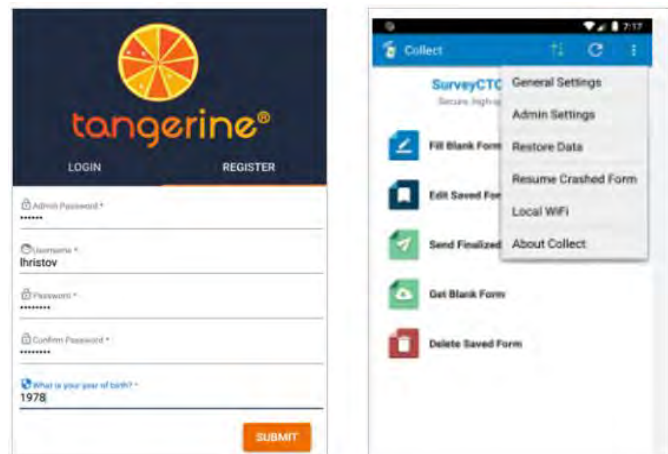 tangerine®
LOGIN REGISTER
Admin Password *
••••••
Username *
lhristov
Password *
••••••••
Confirm Password *
••••••••
What is your year of birth? *
1978
SUBMIT
7:17
Collect
SurveyCTO
Secure, high-q
General Settings
Admin Settings
Restore Data
Resume Crashed Form
Local WiFi
About Collect
Fill Blank Form
Edit Saved For
Send Finalized
Get Blank Form
Delete Saved Form